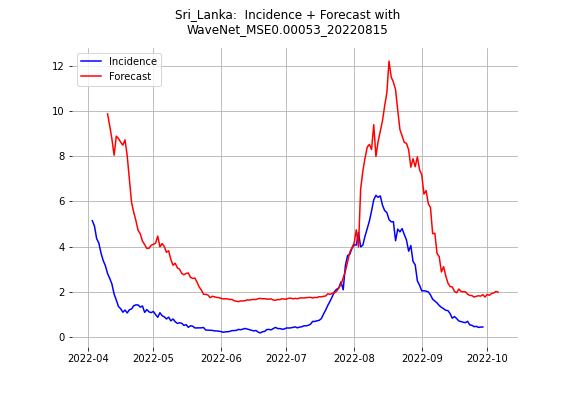 Sri_Lanka:  Incidence + Forecast with
WaveNet_MSE0.00053_20220815
Incidence
Forecast
12
10
8
6
4
2
0
2022-04 2022-05 2022-06 2022-07 2022-08 2022-09 2022-10